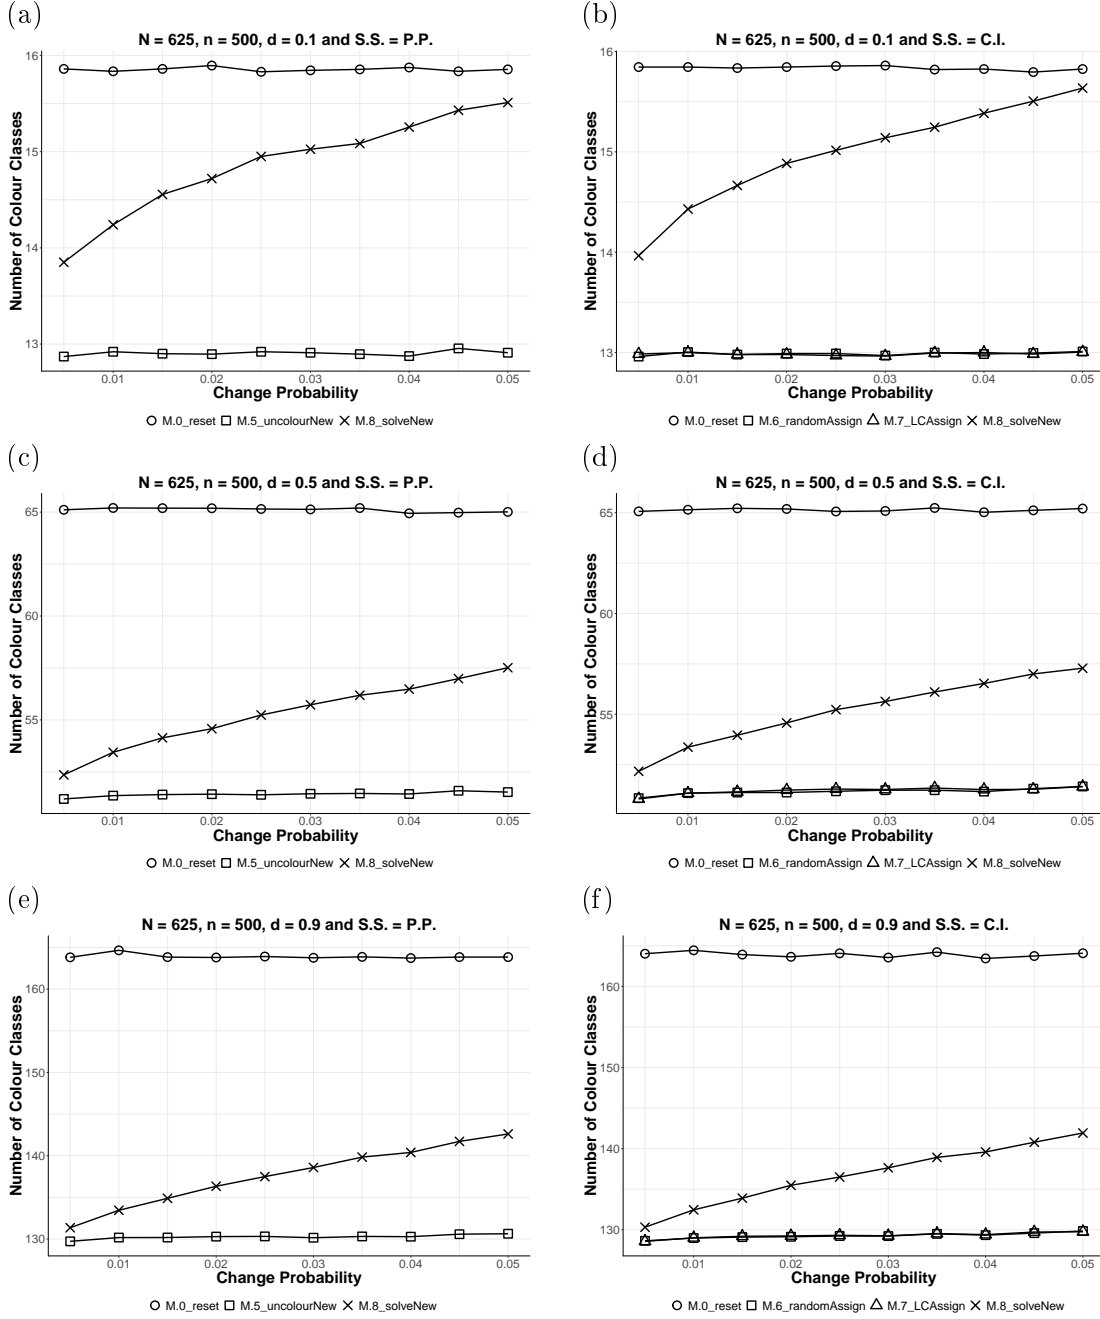 (a)
N = 625, n = 500, d = 0.1 and S.S. = P.P.
Number of Colour Classes
16
15
14
13
0.01 0.02 0.03 0.04 0.05
Change Probability
M.0_reset M.5_uncolourNew M.8_solveNew
(b)
N = 625, n = 500, d = 0.1 and S.S. = C.I.
Number of Colour Classes
16
15
14
13
0.01 0.02 0.03 0.04 0.05
Change Probability
M.0_reset M.6_randomAssign M.7_LCAssign M.8_solveNew
(c)
N = 625, n = 500, d = 0.5 and S.S. = P.P.
Number of Colour Classes
65
60
55
0.01 0.02 0.03 0.04 0.05
Change Probability
M.0_reset M.5_uncolourNew M.8_solveNew
(d)
N = 625, n = 500, d = 0.5 and S.S. = C.I.
Number of Colour Classes
65
60
55
0.01 0.02 0.03 0.04 0.05
Change Probability
M.0_reset M.6_randomAssign M.7_LCAssign M.8_solveNew
(e)
N = 625, n = 500, d = 0.9 and S.S. = P.P.
Number of Colour Classes
160
150
140
130
0.01 0.02 0.03 0.04 0.05
Change Probability
M.0_reset M.5_uncolourNew M.8_solveNew
(f)
N = 625, n = 500, d = 0.9 and S.S. = C.I.
Number of Colour Classes
160
150
140
130
0.01 0.02 0.03 0.04 0.05
Change Probability
M.0_reset M.6_randomAssign M.7_LCAssign M.8_solveNew